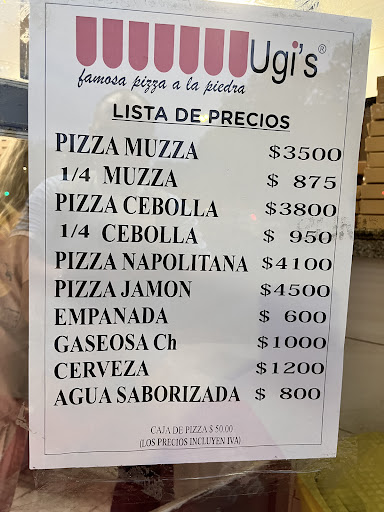 Ugi's®
famosa pizza a la piedra
LISTA DE PRECIOS
PIZZA MUZZA $3500
1/4 MUZZA $ 875
PIZZA CEBOLLA $3800
1/4 CEBOLLA $ 950
PIZZA NAPOLITANA $4100
PIZZA JAMON $4500
EMPANADA $ 600
GASEOSA Ch $1000
CERVEZA $1200
AGUA SABORIZADA $ 800
CAJA DE PIZZA $ 50.00
(LOS PRECIOS INCLUYEN IVA)